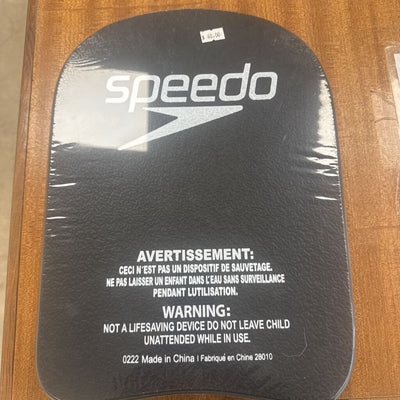 speedo
AVERTISSEMENT:
CECI N'EST PAS UN DISPOSITIF DE SAUVETAGE.
NE PAS LAISSER UN ENFANT DANS L'EAU SANS SURVEILLANCE
PENDANT LUTILISATION.
WARNING:
NOT A LIFESAVING DEVICE DO NOT LEAVE CHILD
UNATTENDED WHILE IN USE.
0222 Made in China | Fabriqué en Chine 28010